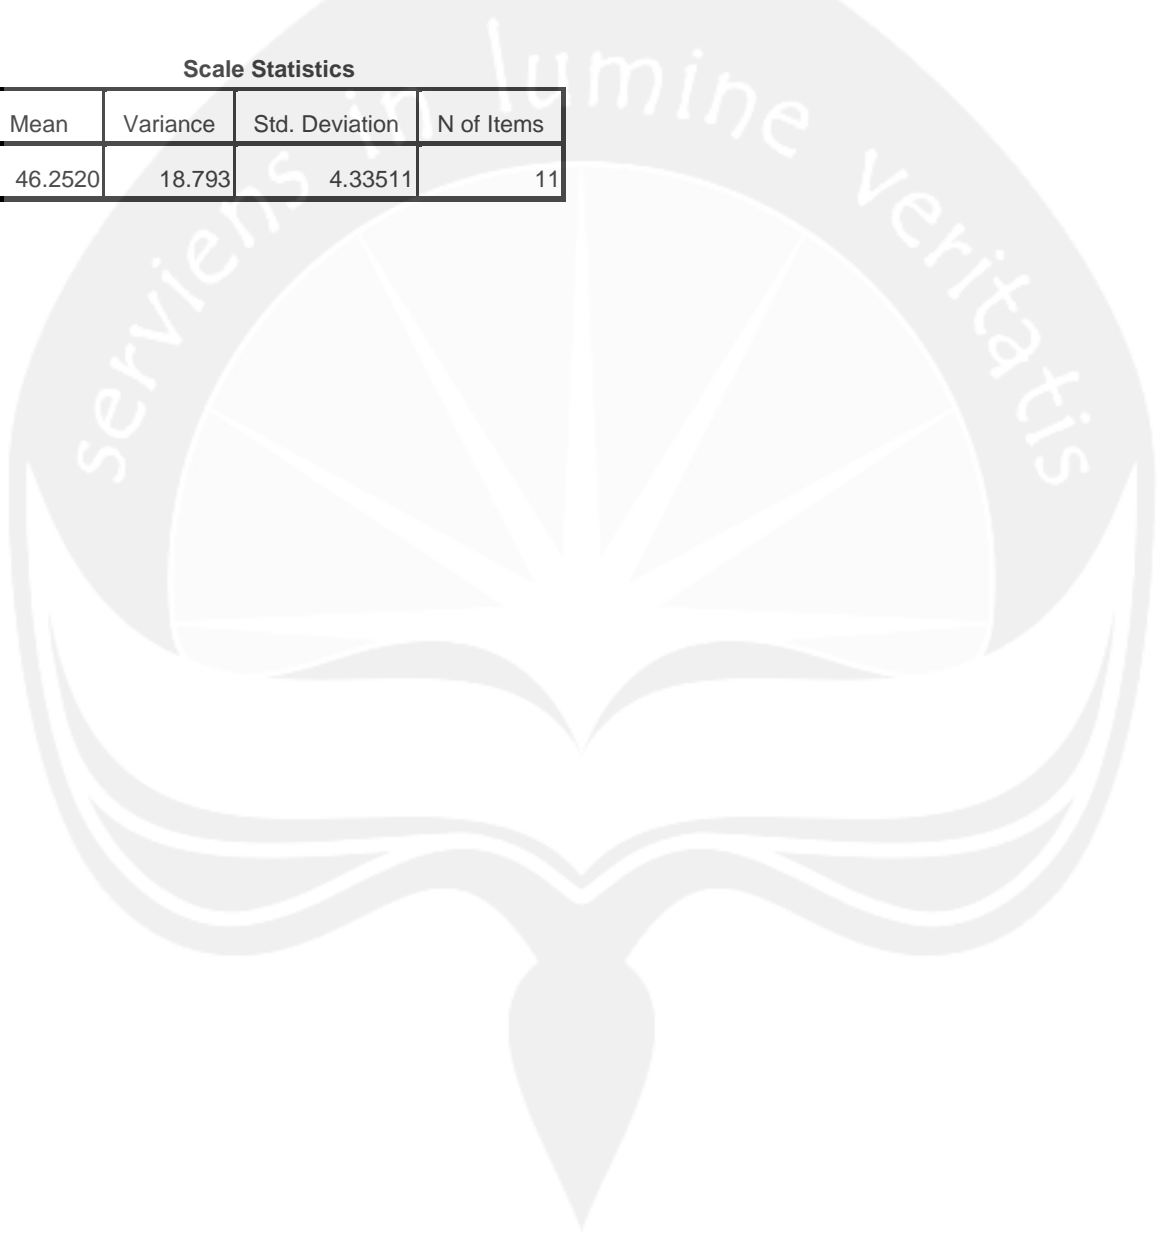 Scale Statistics
Mean Variance Std. Deviation N of Items
46.2520 18.793 4.33511 11
serviens in lumine veritatis